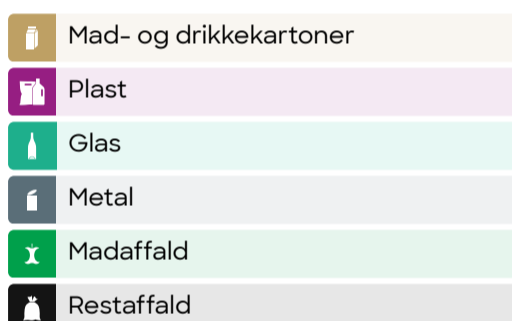 Mad- og drikkekartoner
Plast
Glas
Metal
Madaffald
Restaffald